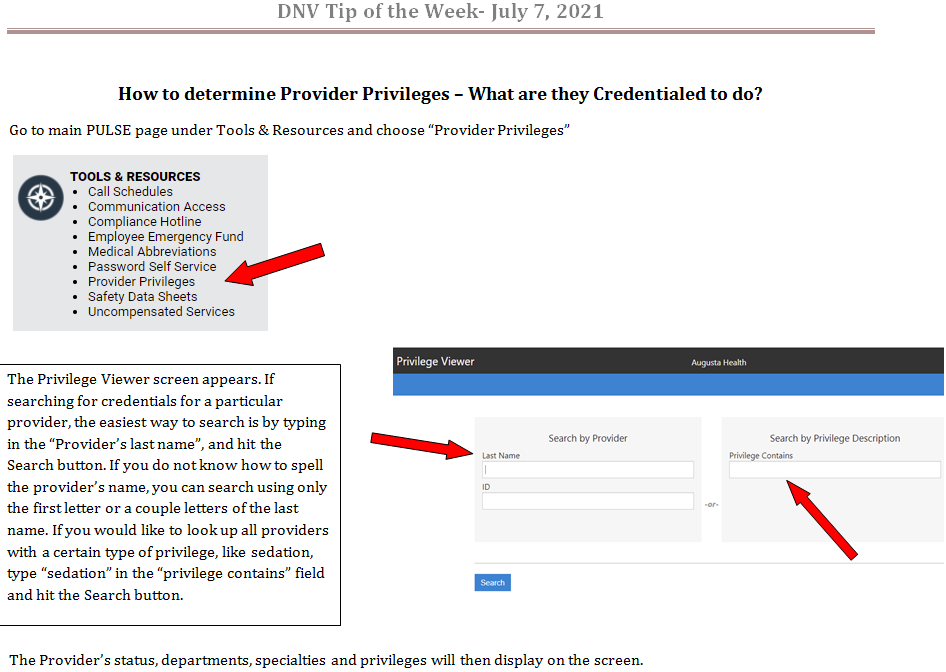 DNV Tip of the Week- July 7, 2021
How to determine Provider Privileges – What are they Credentialed to do?
Go to main PULSE page under Tools & Resources and choose “Provider Privileges”
TOOLS & RESOURCES
• Call Schedules
• Communication Access
• Compliance Hotline
• Employee Emergency Fund
• Medical Abbreviations
• Password Self Service
• Provider Privileges
• Safety Data Sheets
• Uncompensated Services
The Privilege Viewer screen appears. If
searching for credentials for a particular
provider, the easiest way to search is by typing
in the “Provider’s last name”, and hit the
Search button. If you do not know how to spell
the provider’s name, you can search using only
the first letter or a couple letters of the last
name. If you would like to look up all providers
with a certain type of privilege, like sedation,
type “sedation” in the “privilege contains” field
and hit the Search button.
Privilege Viewer
Augusta Health
Search by Provider
Last Name
ID
-or-
Search by Privilege Description
Privilege Contains
Search
The Provider’s status, departments, specialties and privileges will then display on the screen.